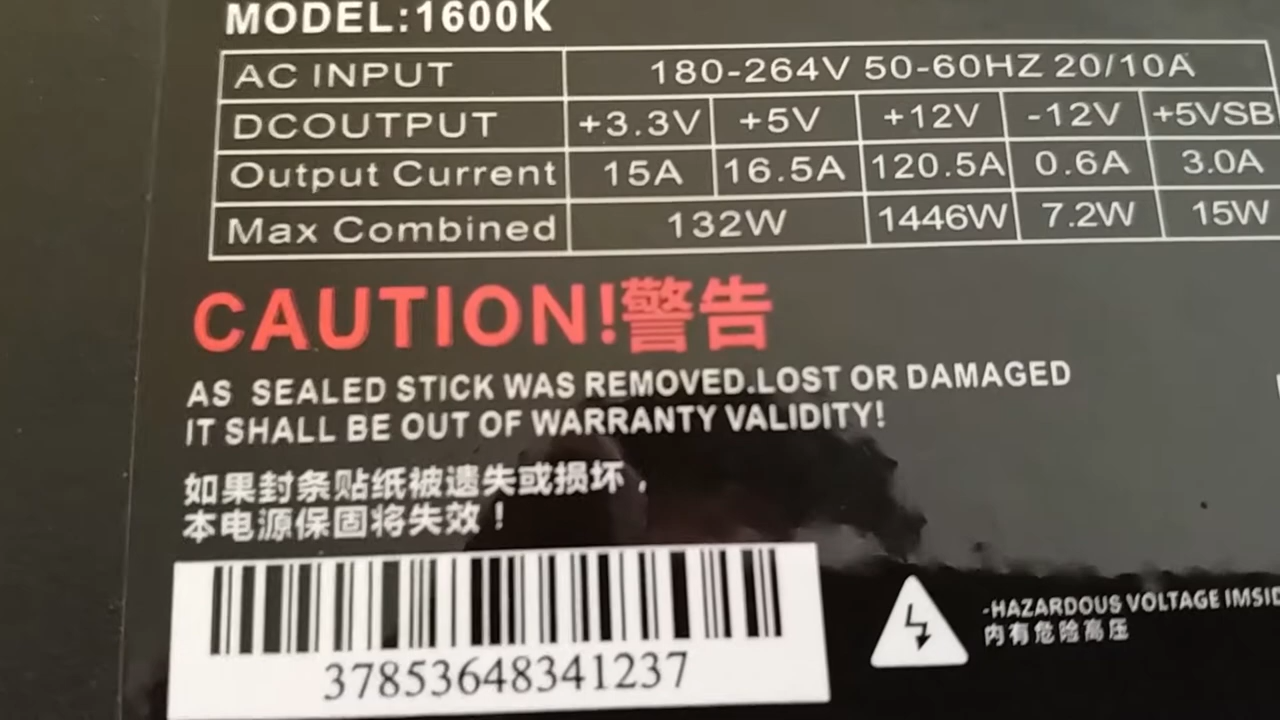 MODEL:1600K
AC INPUT 180-264V 50-60HZ 20/10A
DCOUTPUT +3.3V +5V +12V -12V +5VSB
Output Current 15A 16.5A 120.5A 0.6A 3.0A
Max Combined 132W 1446W 7.2W 15W
CAUTION!警告
AS SEALED STICK WAS REMOVED.LOST OR DAMAGED
IT SHALL BE OUT OF WARRANTY VALIDITY!
如果封条贴纸被遗失或损坏，
本电源保固将失效！
37853648341237
-HAZARDOUS VOLTAGE IMSID
内有危险高压